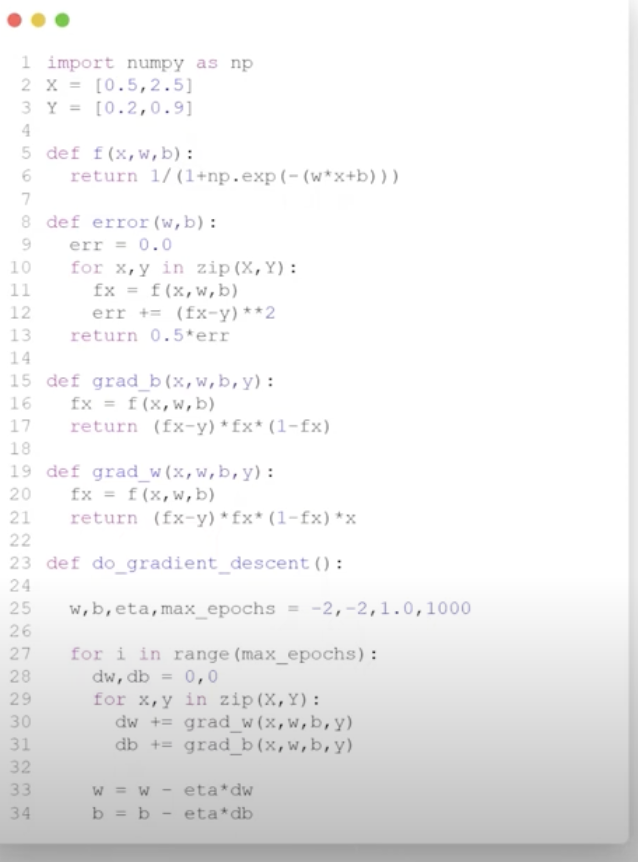 1 import numpy as np
2 X = [0.5,2.5]
3 Y = [0.2,0.9]
4
5 def f(x,w,b):
6   return 1/(1+np.exp(-(w*x+b)))
7
8 def error(w,b):
9   err = 0.0
10   for x,y in zip(X,Y):
11     fx = f(x,w,b)
12     err += (fx-y)**2
13   return 0.5*err
14
15 def grad_b(x,w,b,y):
16   fx = f(x,w,b)
17   return (fx-y)*fx*(1-fx)
18
19 def grad_w(x,w,b,y):
20   fx = f(x,w,b)
21   return (fx-y)*fx*(1-fx)*x
22
23 def do_gradient_descent():
24
25   w,b,eta,max_epochs = -2,-2,1.0,1000
26
27   for i in range(max_epochs):
28     dw,db = 0,0
29     for x,y in zip(X,Y):
30       dw += grad_w(x,w,b,y)
31       db += grad_b(x,w,b,y)
32
33     w = w - eta*dw
34     b = b - eta*db